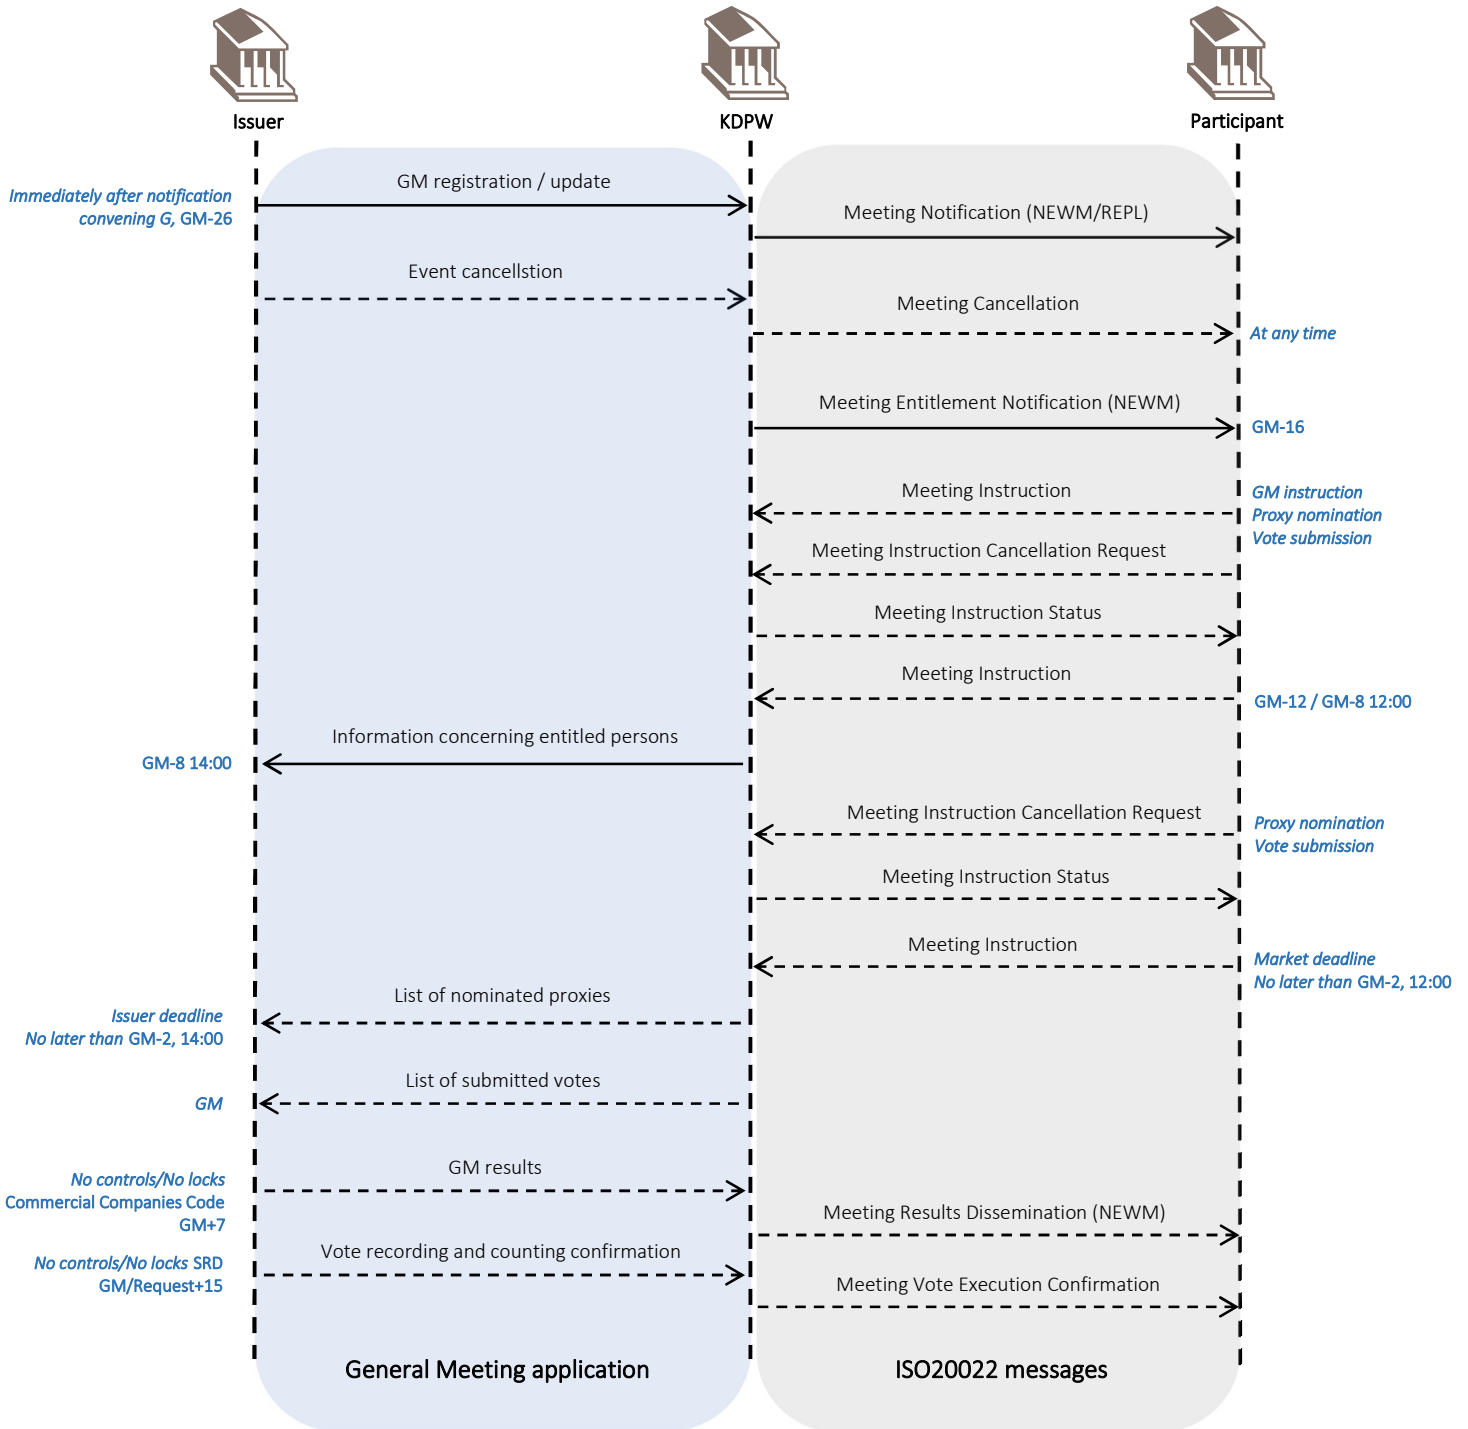 Issuer
KDPW
Participant
GM registration / update
Immediately after notification
convening G, GM-26
Meeting Notification (NEWM/REPL)
Event cancellstion
Meeting Cancellation
At any time
Meeting Entitlement Notification (NEWM)
GM-16
Meeting Instruction
GM instruction
Proxy nomination
Vote submission
Meeting Instruction Cancellation Request
Meeting Instruction Status
Meeting Instruction
GM-12 / GM-8 12:00
Information concerning entitled persons
GM-8 14:00
Meeting Instruction Cancellation Request
Proxy nomination
Vote submission
Meeting Instruction Status
Meeting Instruction
Market deadline
No later than GM-2, 12:00
List of nominated proxies
Issuer deadline
No later than GM-2, 14:00
List of submitted votes
GM
GM results
No controls/No locks
Commercial Companies Code
GM+7
Meeting Results Dissemination (NEWM)
Vote recording and counting confirmation
No controls/No locks SRD
GM/Request+15
Meeting Vote Execution Confirmation
General Meeting application
ISO20022 messages